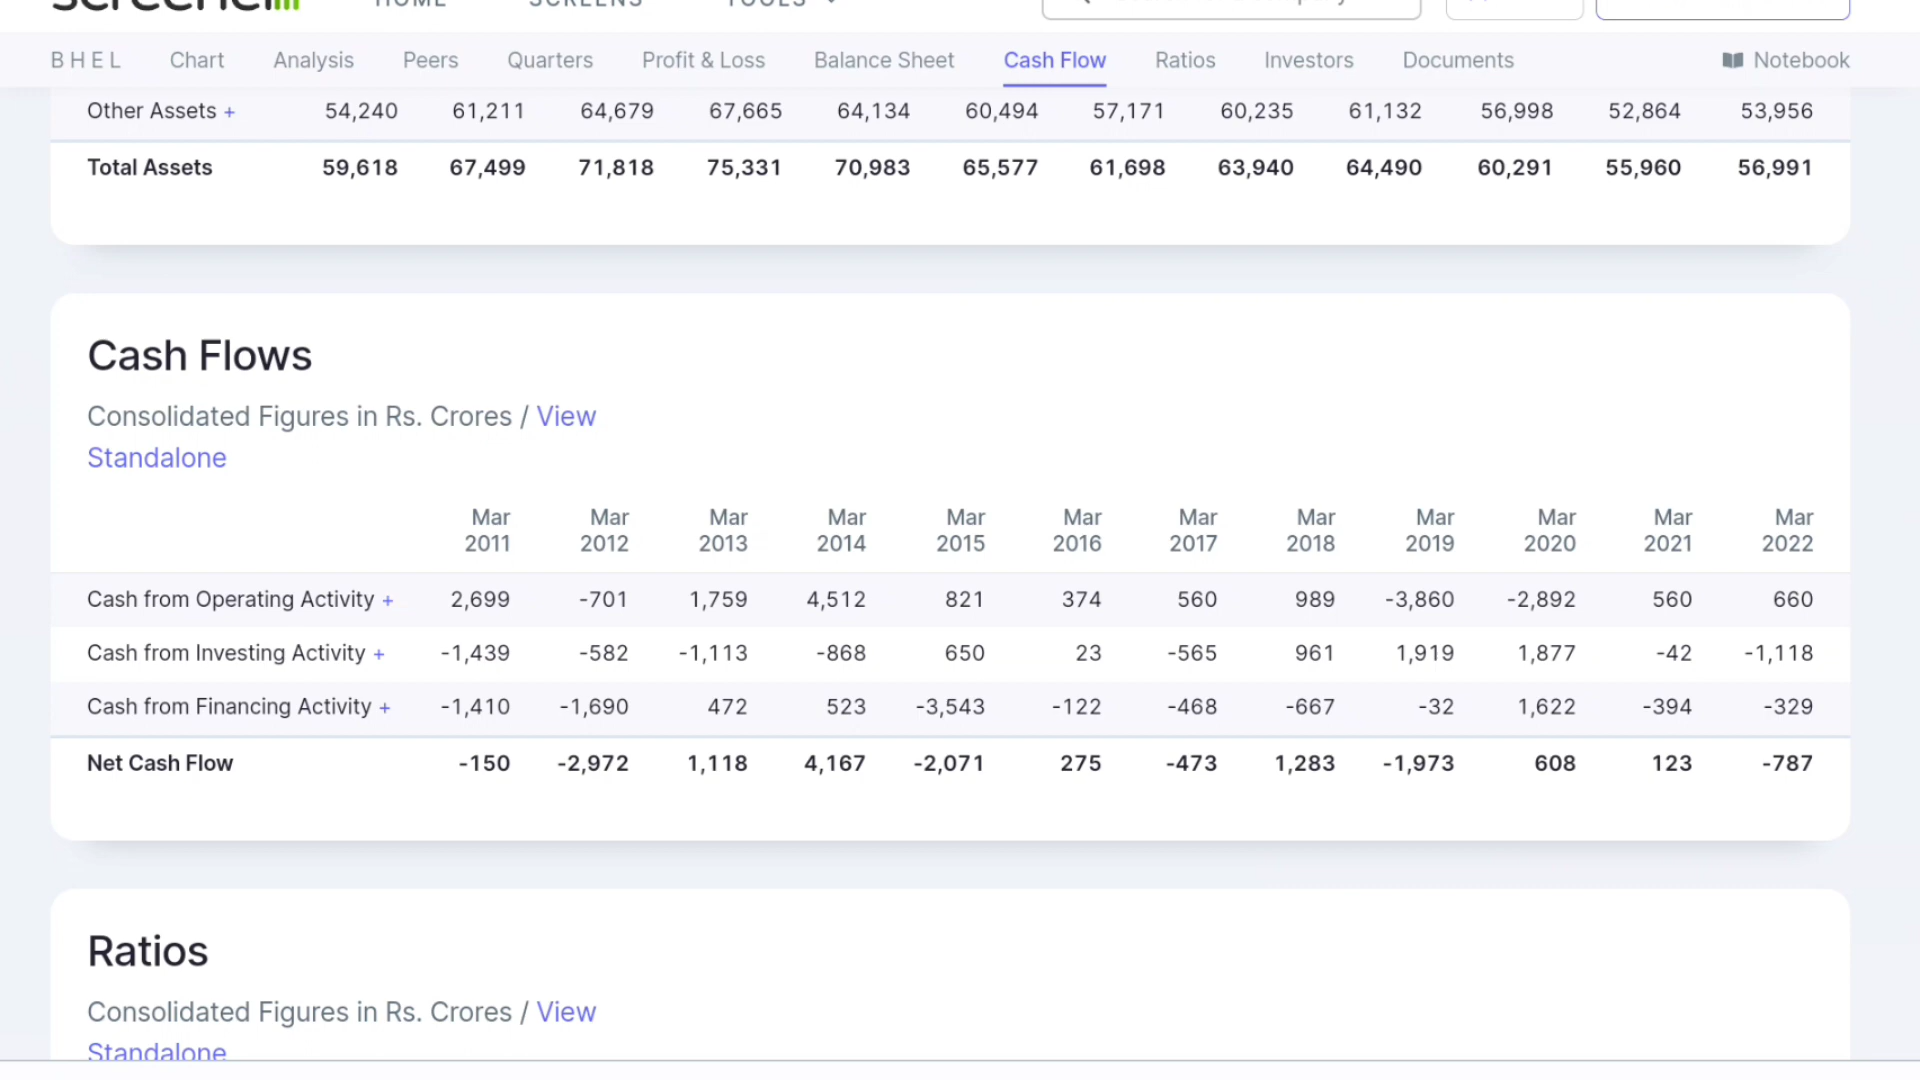 screener
HOME SCREENS TOOLS
BHEL Chart Analysis Peers Quarters Profit & Loss Balance Sheet Cash Flow Ratios Investors Documents Notebook
Other Assets + 54,240 61,211 64,679 67,665 64,134 60,494 57,171 60,235 61,132 56,998 52,864 53,956
Total Assets 59,618 67,499 71,818 75,331 70,983 65,577 61,698 63,940 64,490 60,291 55,960 56,991
Cash Flows
Consolidated Figures in Rs. Crores / View
Standalone
Mar Mar Mar Mar Mar Mar Mar Mar Mar Mar Mar Mar
2011 2012 2013 2014 2015 2016 2017 2018 2019 2020 2021 2022
Cash from Operating Activity + 2,699 -701 1,759 4,512 821 374 560 989 -3,860 -2,892 560 660
Cash from Investing Activity + -1,439 -582 -1,113 -868 650 23 -565 961 1,919 1,877 -42 -1,118
Cash from Financing Activity + -1,410 -1,690 472 523 -3,543 -122 -468 -667 -32 1,622 -394 -329
Net Cash Flow -150 -2,972 1,118 4,167 -2,071 275 -473 1,283 -1,973 608 123 -787
Ratios
Consolidated Figures in Rs. Crores / View
Standalone